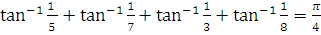 tan⁻¹ 1/5 + tan⁻¹ 1/7 + tan⁻¹ 1/3 + tan⁻¹ 1/8 = π/4